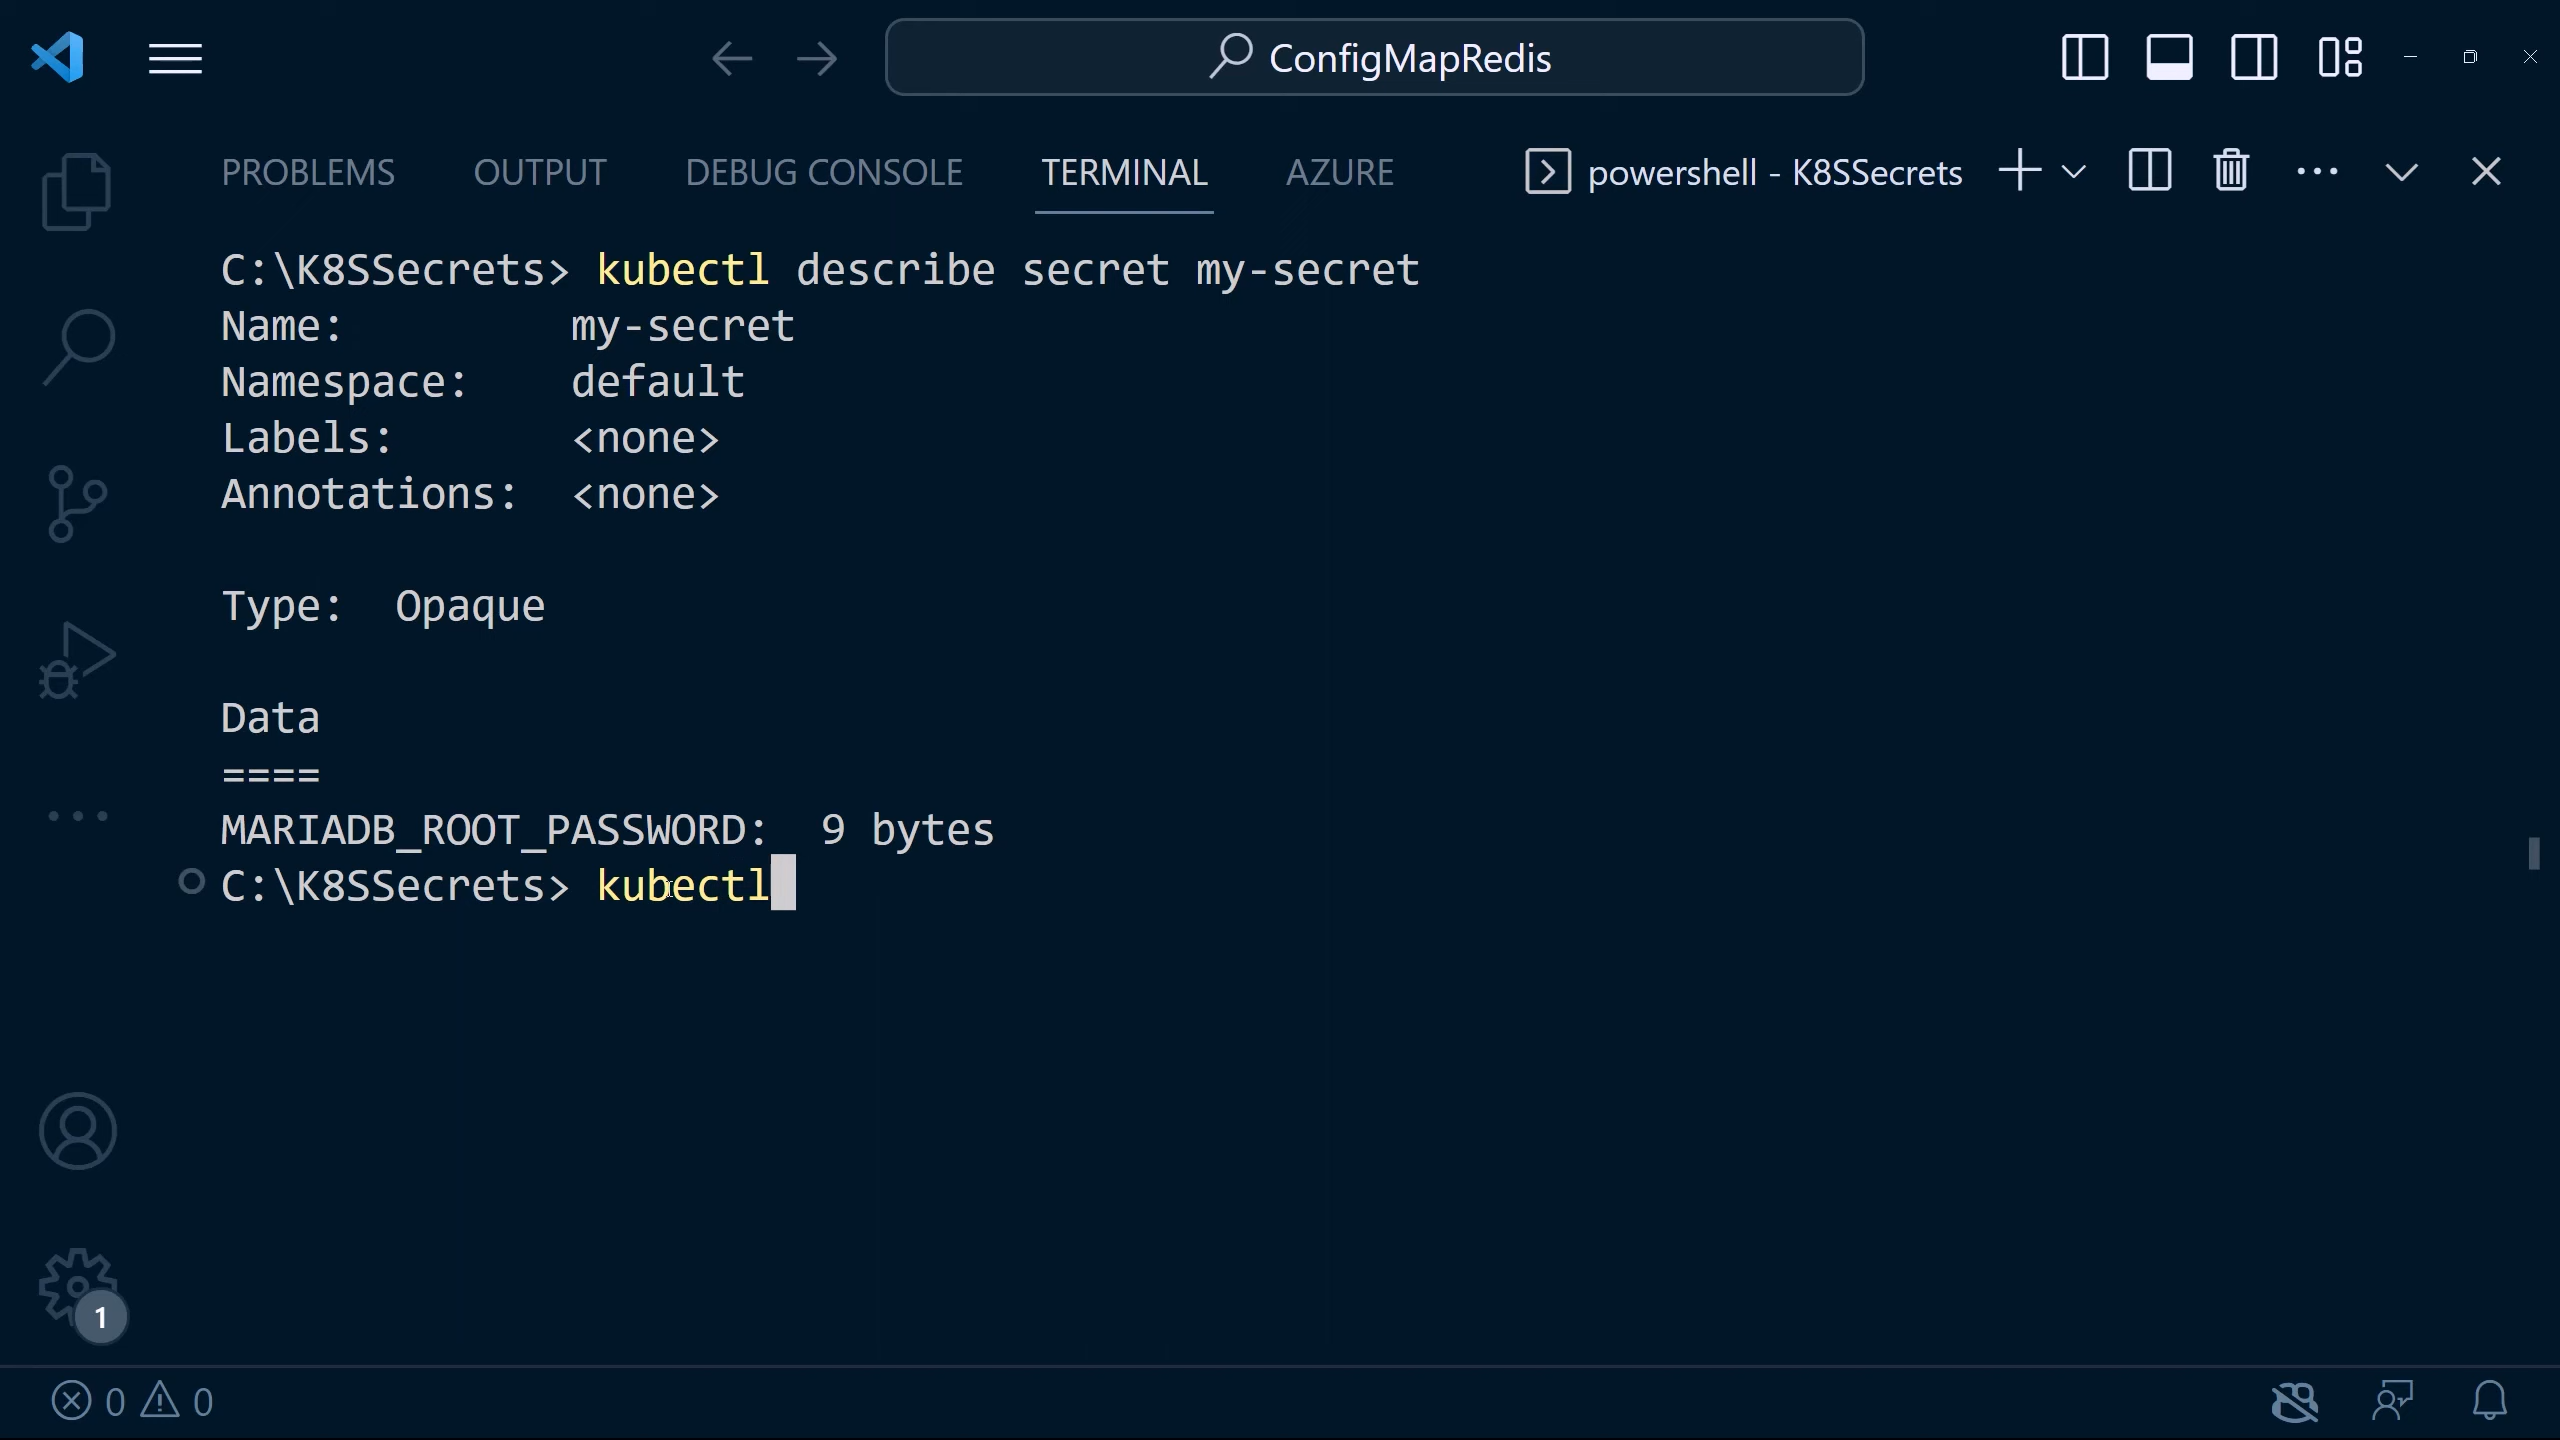 ConfigMapRedis
PROBLEMS OUTPUT DEBUG CONSOLE TERMINAL AZURE powershell - K8SSecrets
C:\K8SSecrets> kubectl describe secret my-secret
Name: my-secret
Namespace: default
Labels: <none>
Annotations: <none>
Type: Opaque
Data
====
MARIADB_ROOT_PASSWORD: 9 bytes
C:\K8SSecrets> kubectl
1
0 0